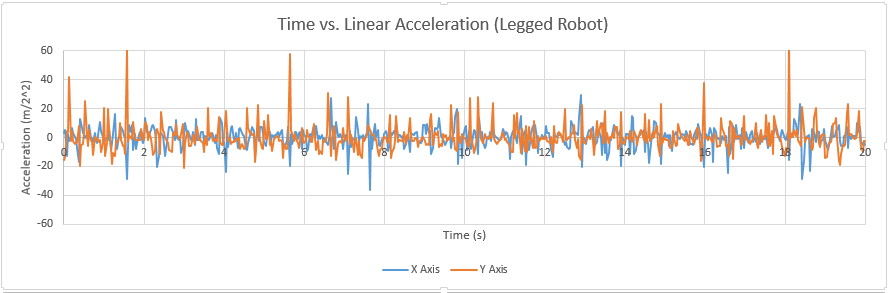 Time vs. Linear Acceleration (Legged Robot)
60
40
20
0
-20
-40
-60
Acceleration (m/2^2)
0 2 4 6 8 10 12 14 16 18 20
Time (s)
X Axis Y Axis